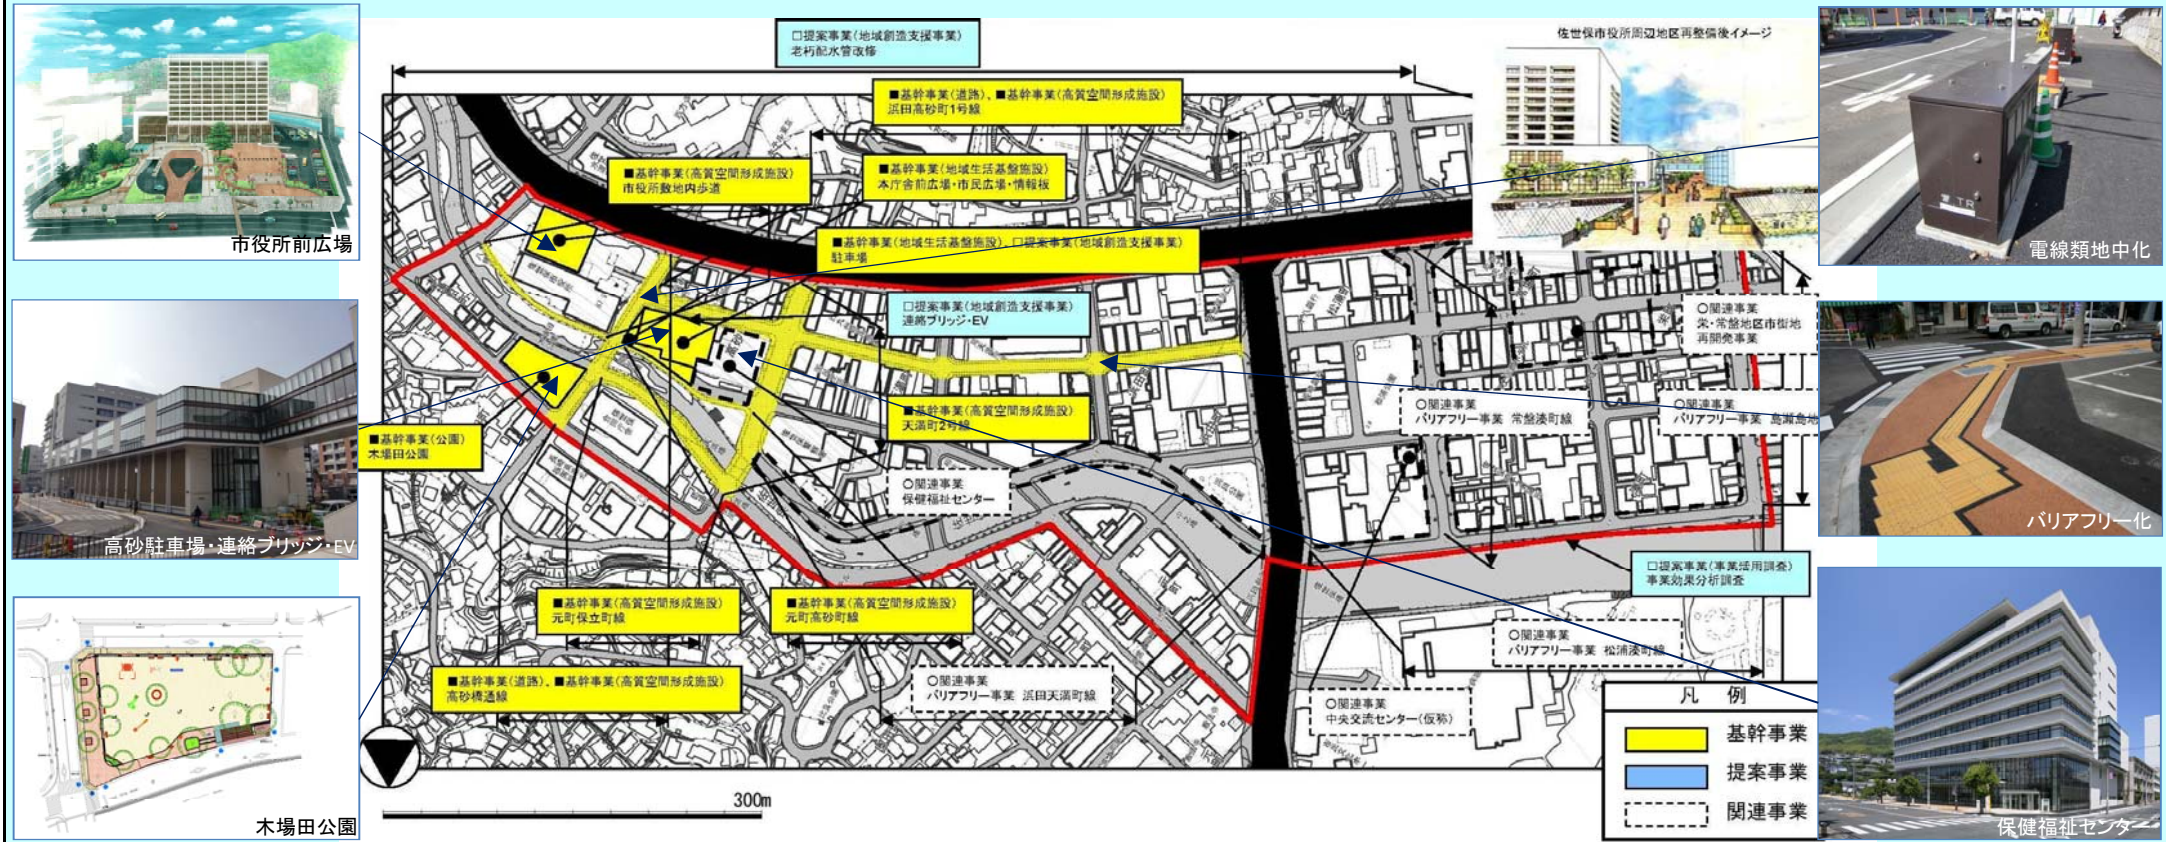 □提案事業(地域創造支援事業)
老朽配水管改修
佐世保市役所周辺地区再整備後イメージ
■基幹事業(道路)、■基幹事業(高質空間形成施設)
浜田高砂町1号線
■基幹事業(高質空間形成施設)
市役所敷地内歩道
■基幹事業(地域生活基盤施設)
本庁舎前広場・市民広場・情報板
■基幹事業(地域生活基盤施設)、□提案事業(地域創造支援事業)
駐車場
市役所前広場
電線類地中化
□提案事業(地域創造支援事業)
連絡ブリッジ・EV
○関連事業
栄・常盤地区市街地
再開発事業
○関連事業
バリアフリー事業 常盤湊町線
○関連事業
バリアフリー事業 島瀬島地
■基幹事業(高質空間形成施設)
天満町2号線
■基幹事業(公園)
木場田公園
○関連事業
保健福祉センター
高砂駐車場・連絡ブリッジ・EV
バリアフリー化
□提案事業(事業活用調査)
事業効果分析調査
■基幹事業(高質空間形成施設)
元町保立町線
■基幹事業(高質空間形成施設)
元町高砂町線
○関連事業
バリアフリー事業 松浦湊町線
■基幹事業(道路)、■基幹事業(高質空間形成施設)
高砂橋通線
○関連事業
バリアフリー事業 浜田天満町線
○関連事業
中央交流センター(仮称)
凡 例
基幹事業
提案事業
関連事業
300m
木場田公園
保健福祉センター